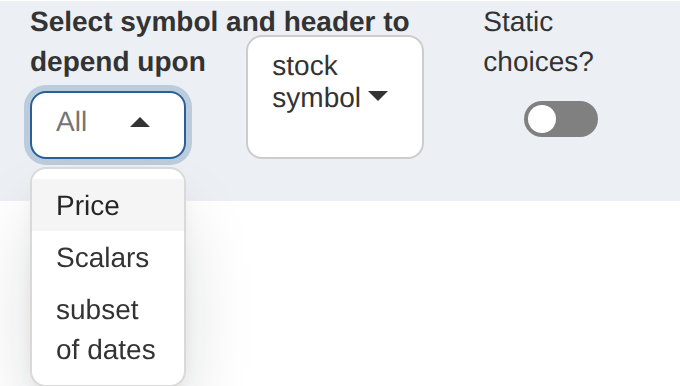 Select symbol and header to
depend upon
All
stock
symbol
Static
choices?
Price
Scalars
subset
of dates